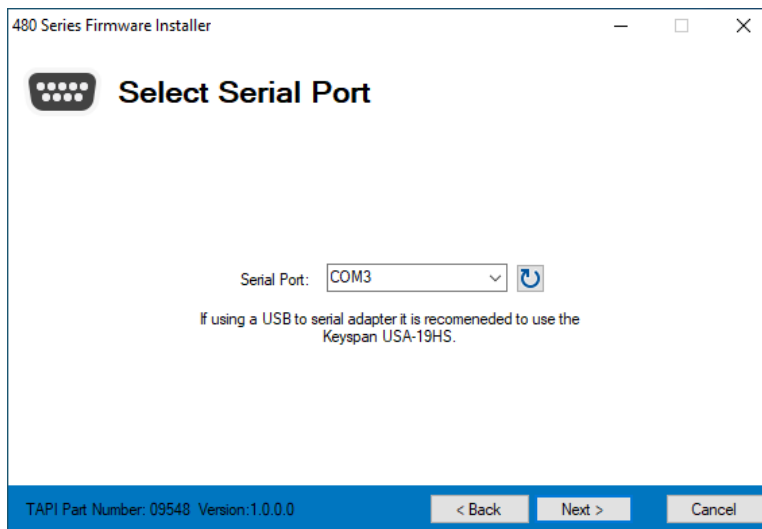 480 Series Firmware Installer
Select Serial Port
Serial Port: COM3
If using a USB to serial adapter it is recomeneded to use the
Keyspan USA-19HS.
TAPI Part Number: 09548 Version:1.0.0.0 < Back Next > Cancel